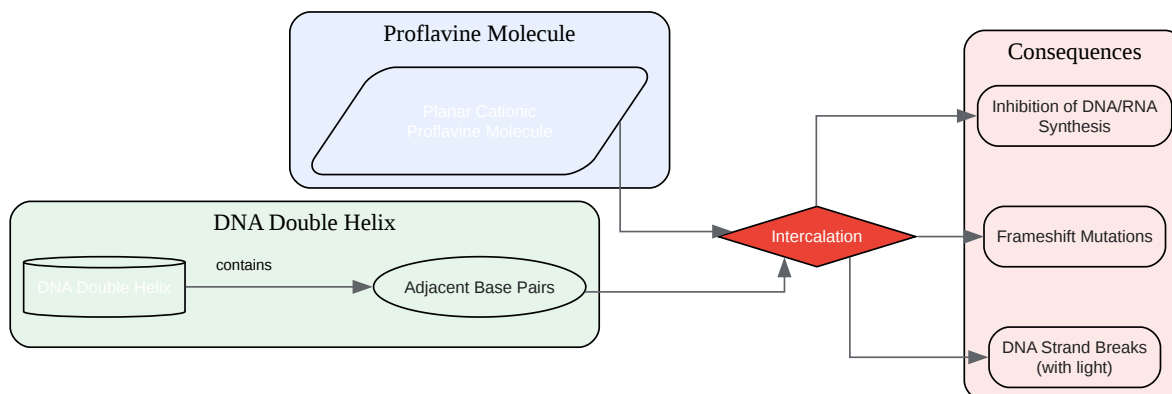 Proflavine Molecule
Planar Cationic
Proflavine Molecule
DNA Double Helix
DNA Double Helix
contains
Adjacent Base Pairs
Intercalation
Consequences
Inhibition of DNA/RNA
Synthesis
Frameshift Mutations
DNA Strand Breaks
(with light)